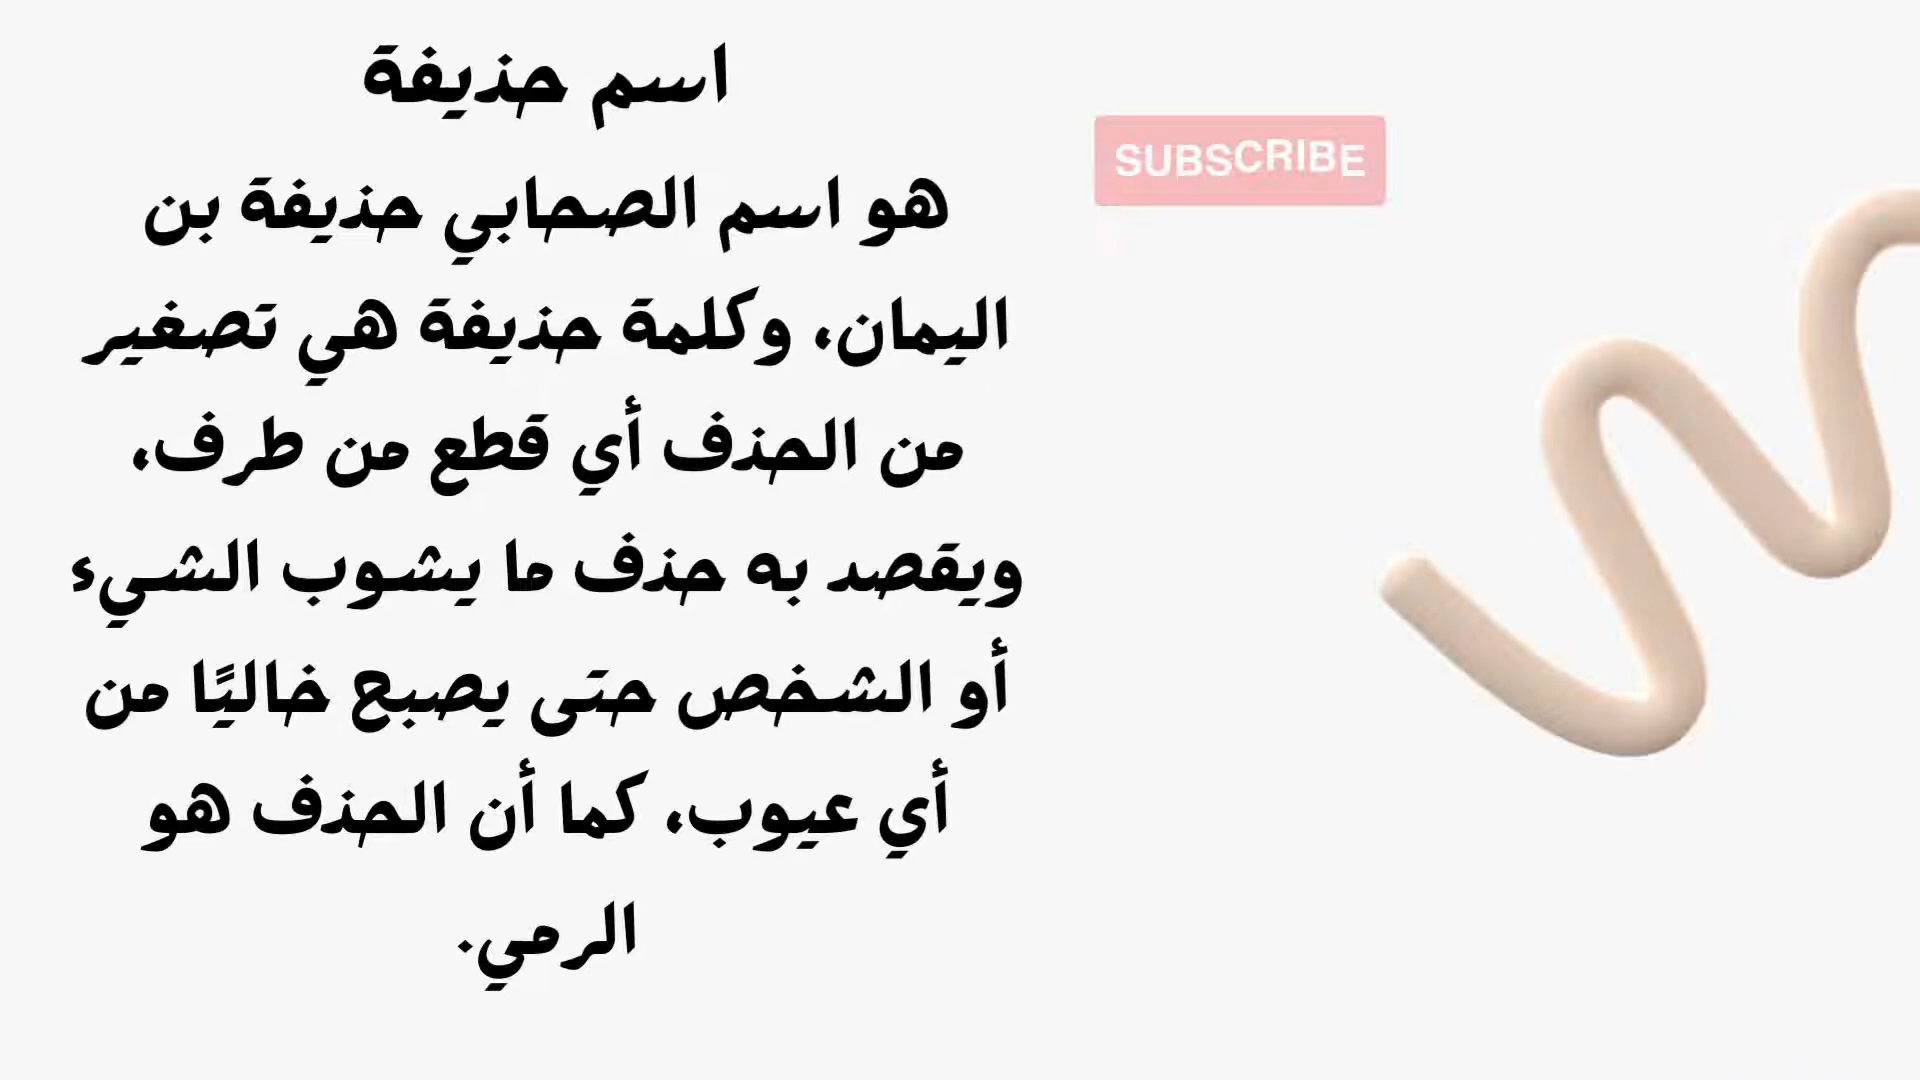 اسم حذيفة
هو اسم الصحابي حذيفة بن
اليمان، وكلمة حذيفة هي تصغير
من الحذف أي قطع من طرف،
ويقصد به حذف ما يشوب الشيء
أو الشخص حتى يصبح خاليًا من
أي عيوب، كما أن الحذف هو
الرمي.
SUBSCRIBE